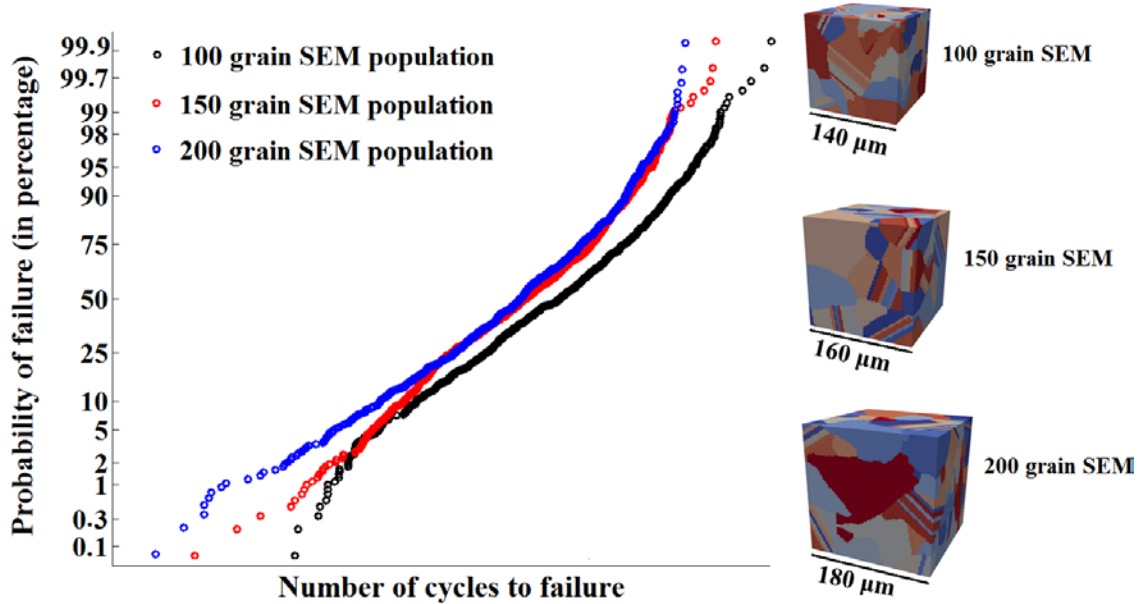 Probability of failure (in percentage)
99.9
99.7
99
98
95
90
75
50
25
10
5
2
1
0.3
0.1
100 grain SEM population
150 grain SEM population
200 grain SEM population
Number of cycles to failure
100 grain SEM
140 µm
150 grain SEM
160 µm
200 grain SEM
180 µm